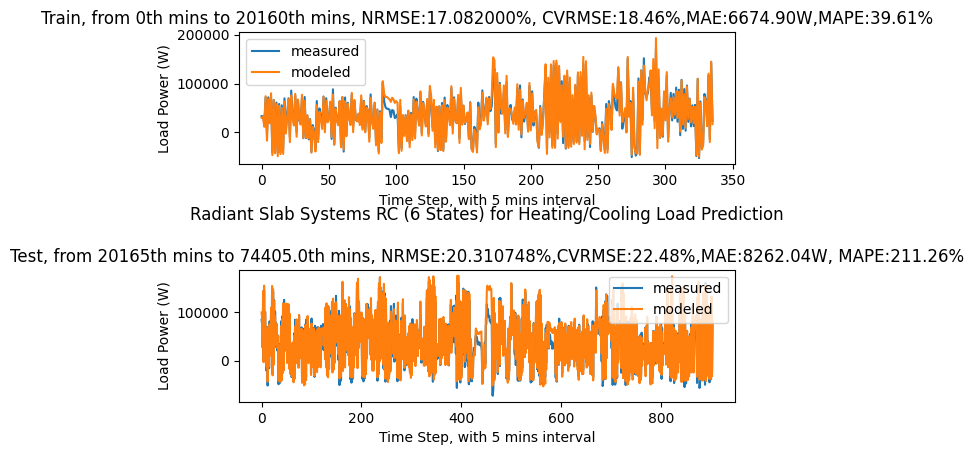 Train, from 0th mins to 20160th mins, NRMSE:17.082000%, CVRMSE:18.46%,MAE:6674.90W,MAPE:39.61%
200000
100000
0
Load Power (W)
measured
modeled
0 50 100 150 200 250 300 350
Time Step, with 5 mins interval
Radiant Slab Systems RC (6 States) for Heating/Cooling Load Prediction
Test, from 20165th mins to 74405.0th mins, NRMSE:20.310748%,CVRMSE:22.48%,MAE:8262.04W, MAPE:211.26%
100000
0
Load Power (W)
measured
modeled
0 200 400 600 800
Time Step, with 5 mins interval